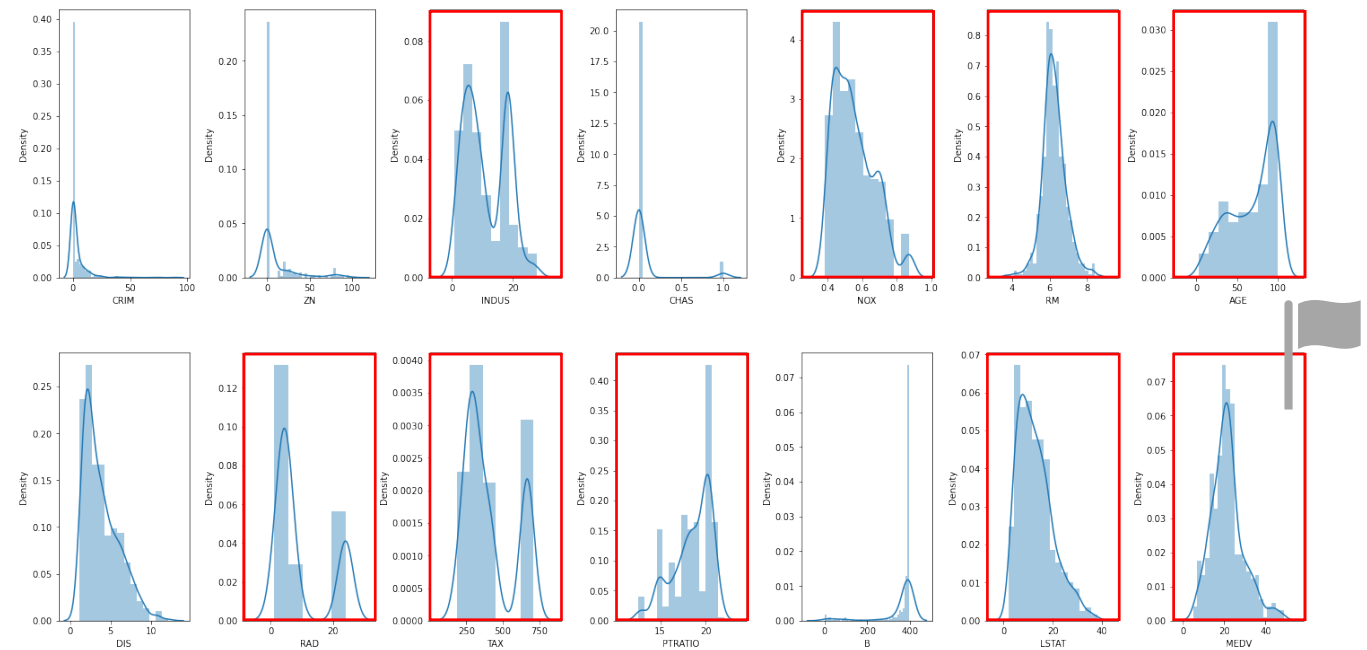 0.40
0.35
0.30
0.25
0.20
0.15
0.10
0.05
0.00
Density
0 50 100
CRIM
0.20
0.15
0.10
0.05
0.00
Density
0 50 100
ZN
0.08
0.06
0.04
0.02
0.00
Density
0 20
INDUS
20.0
17.5
15.0
12.5
10.0
7.5
5.0
2.5
0.0
Density
0.0 0.5 1.0
CHAS
4
3
2
1
0
Density
0.4 0.6 0.8 1.0
NOX
0.8
0.7
0.6
0.5
0.4
0.3
0.2
0.1
0.0
Density
4 6 8
RM
0.030
0.025
0.020
0.015
0.010
0.005
0.000
Density
0 50 100
AGE
0.25
0.20
0.15
0.10
0.05
0.00
Density
0 5 10
DIS
0.12
0.10
0.08
0.06
0.04
0.02
0.00
Density
0 20
RAD
0.0040
0.0035
0.0030
0.0025
0.0020
0.0015
0.0010
0.0005
0.0000
Density
250 500 750
TAX
0.40
0.35
0.30
0.25
0.20
0.15
0.10
0.05
0.00
Density
15 20
PTRATIO
0.07
0.06
0.05
0.04
0.03
0.02
0.01
0.00
Density
0 200 400
B
0.07
0.06
0.05
0.04
0.03
0.02
0.01
0.00
Density
0 20 40
LSTAT
0.07
0.06
0.05
0.04
0.03
0.02
0.01
0.00
Density
0 20 40
MEDV